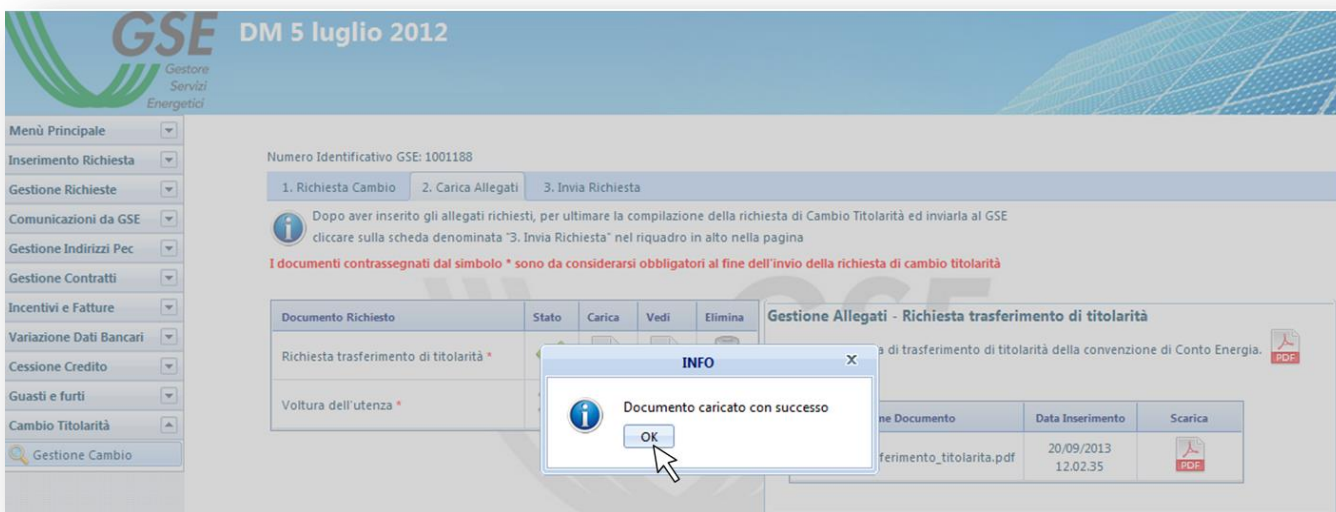 GSE
Gestore
Servizi
Energetici
DM 5 luglio 2012
Menù Principale
Inserimento Richiesta
Gestione Richieste
Comunicazioni da GSE
Gestione Indirizzi Pec
Gestione Contratti
Incentivi e Fatture
Variazione Dati Bancari
Cessione Credito
Guasti e furti
Cambio Titolarità
Gestione Cambio
Numero Identificativo GSE: 1001188
1. Richiesta Cambio 2. Carica Allegati 3. Invia Richiesta
Dopo aver inserito gli allegati richiesti, per ultimare la compilazione della richiesta di Cambio Titolarità ed inviarla al GSE
cliccare sulla scheda denominata "3. Invia Richiesta" nel riquadro in alto nella pagina
I documenti contrassegnati dal simbolo * sono da considerarsi obbligatori al fine dell'invio della richiesta di cambio titolarità
Documento Richiesto Stato Carica Vedi Elimina
Richiesta trasferimento di titolarità *
Voltura dell'utenza *
INFO X
Documento caricato con successo
OK
Gestione Allegati - Richiesta trasferimento di titolarità
a di trasferimento di titolarità della convenzione di Conto Energia.
PDF
me Documento Data Inserimento Scarica
ferimento_titolarita.pdf 20/09/2013
12.02.35
PDF